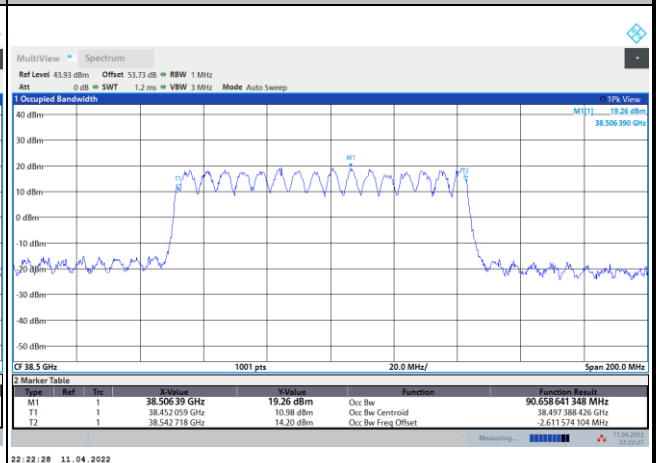 MultiView Spectrum
Ref Level 43.93 dBm Offset 53.73 dB RBW 1 MHz
Att 0 dB SWT 1.2 ms VBW 3 MHz Mode Auto Sweep
1 Occupied Bandwidth 1Pk View
M1[1] 19.26 dBm
38.506 390 GHz
40 dBm
30 dBm
20 dBm
10 dBm
0 dBm
-10 dBm
-20 dBm
-30 dBm
-40 dBm
-50 dBm
M1
T1
T2
CF 38.5 GHz 1001 pts 20.0 MHz/ Span 200.0 MHz
2 Marker Table
Type Ref Trc X-Value Y-Value Function Function Result
M1 1 38.506 39 GHz 19.26 dBm Occ Bw 90.658 641 348 MHz
T1 1 38.452 059 GHz 10.98 dBm Occ Bw Centroid 38.497 388 426 GHz
T2 1 38.542 718 GHz 14.20 dBm Occ Bw Freq Offset -2.611 574 104 MHz
Measuring... 11.04.2022
22:22:27
22:22:28 11.04.2022